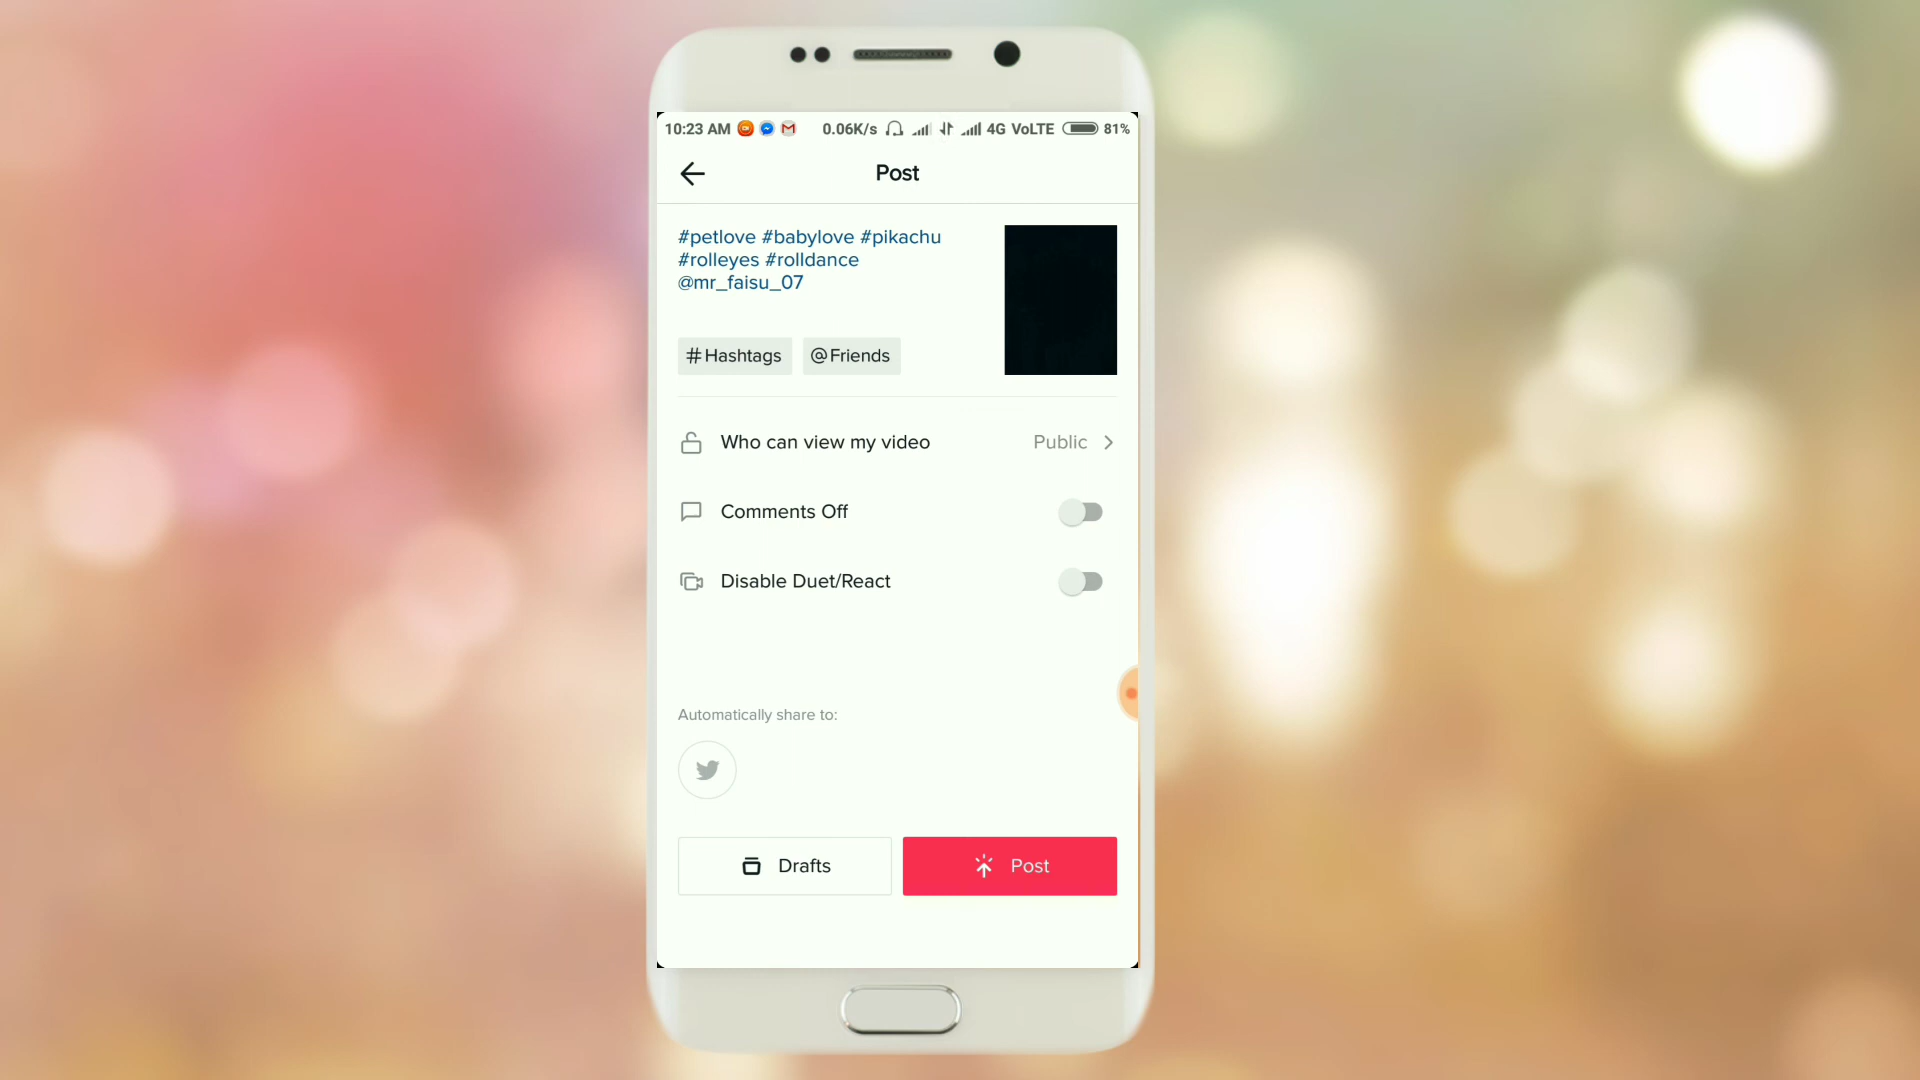 10:23 AM 0.06K/s 4G VoLTE 81%
Post
#petlove #babylove #pikachu
#rolleyes #rolldance
@mr_faisu_07
#Hashtags @Friends
Who can view my video Public
Comments Off
Disable Duet/React
Automatically share to:
Drafts Post